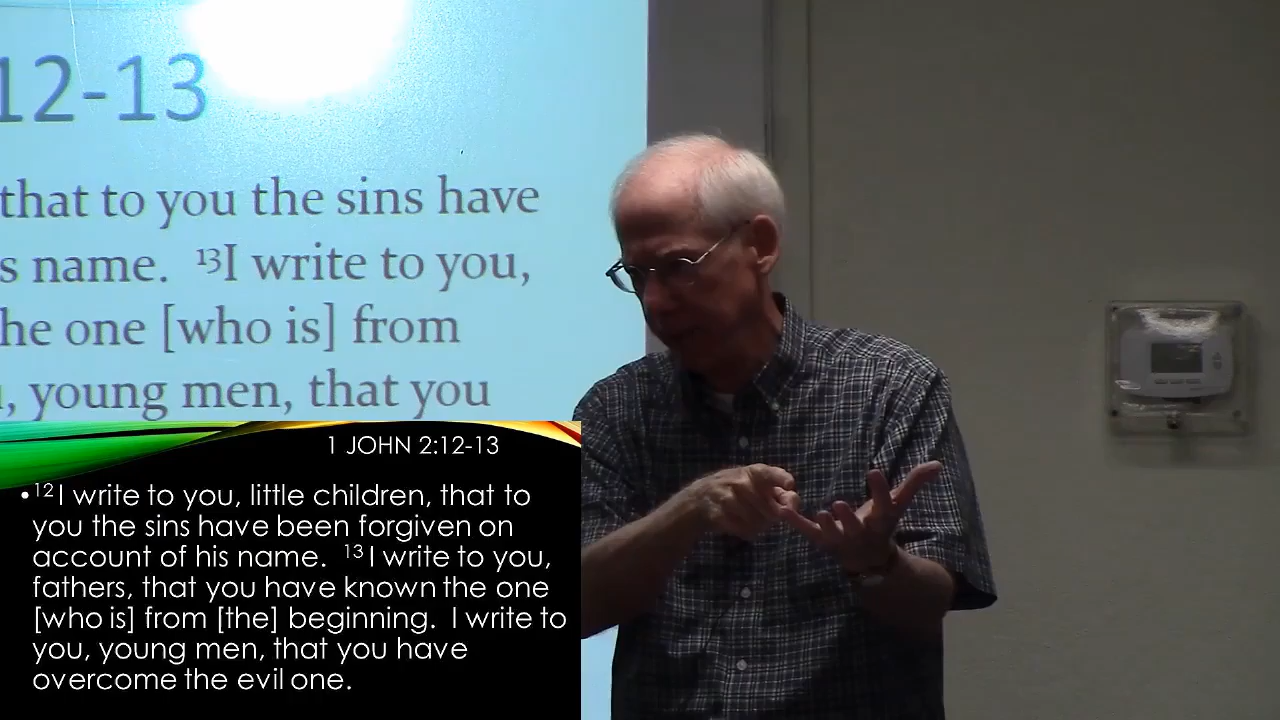 12-13
that to you the sins have
s name. ¹³I write to you,
he one [who is] from
, young men, that you
1 JOHN 2:12-13
•¹²I write to you, little children, that to
you the sins have been forgiven on
account of his name. ¹³I write to you,
fathers, that you have known the one
[who is] from [the] beginning. I write to
you, young men, that you have
overcome the evil one.